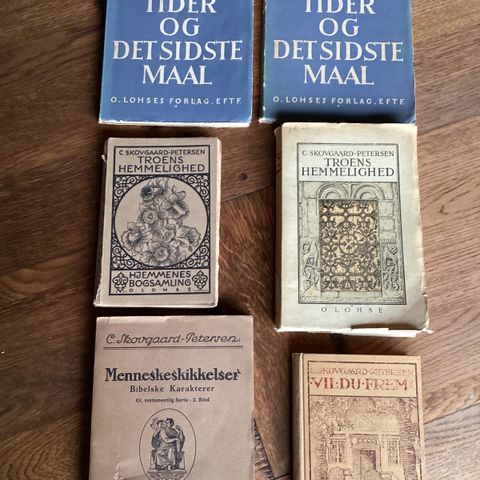 TIDER
OG
DET SIDSTE
MAAL
O. LOHSES FORLAG, EFTF.
TIDER
OG
DET SIDSTE
MAAL
O. LOHSES FORLAG, EFTF.
C. SKOVGAARD-PETERSEN
TROENS
HEMMELIGHED
HJEMMENES
BOGSAMLING
O. LOHSE
C. SKOVGAARD-PETERSEN
TROENS
HEMMELIGHED
O. LOHSE
C. Skovgaard-Petersen:
Menneskeskikkelser
Bibelske Karakterer
Gl. testamentlig Serie - 2. Bind
C. SKOVGAARD-PETERSEN
VIL·DU·FREM